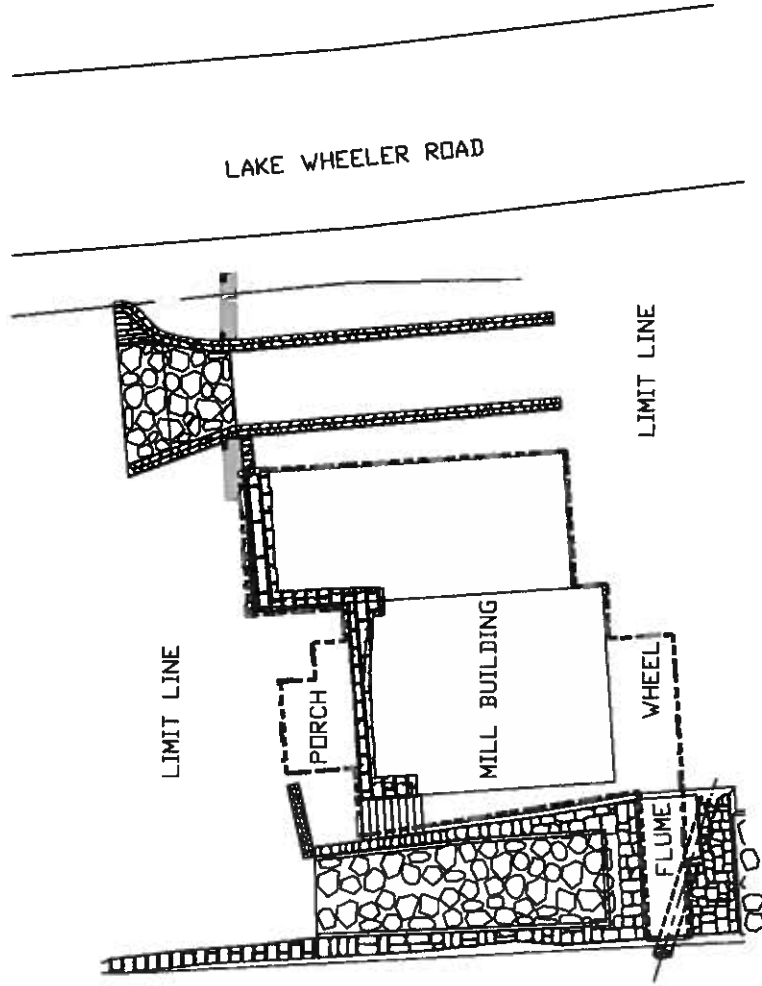 LAKE WHEELER ROAD
LIMIT LINE
LIMIT LINE
PORCH
MILL BUILDING
WHEEL
FLUME